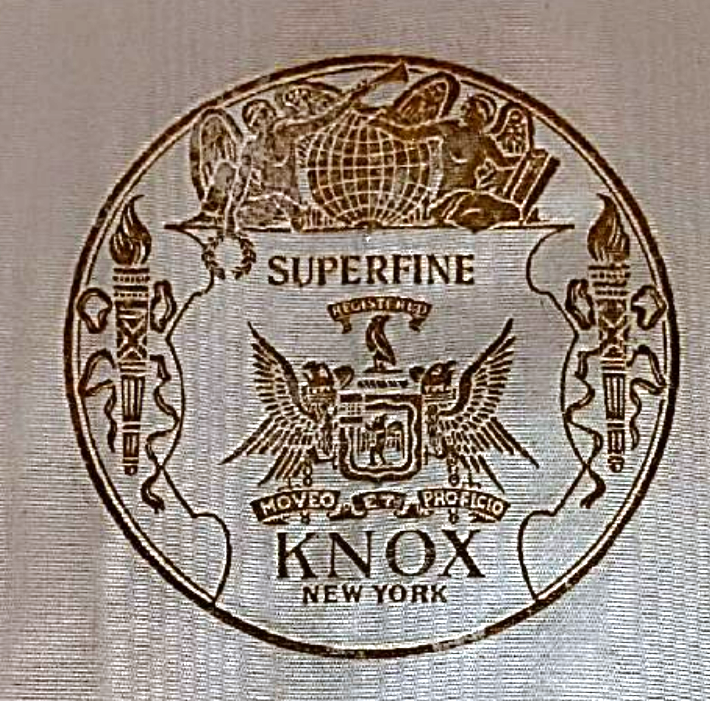 SUPERFINE
REGISTERED
MOVEO ET PROFICIO
KNOX
NEW YORK